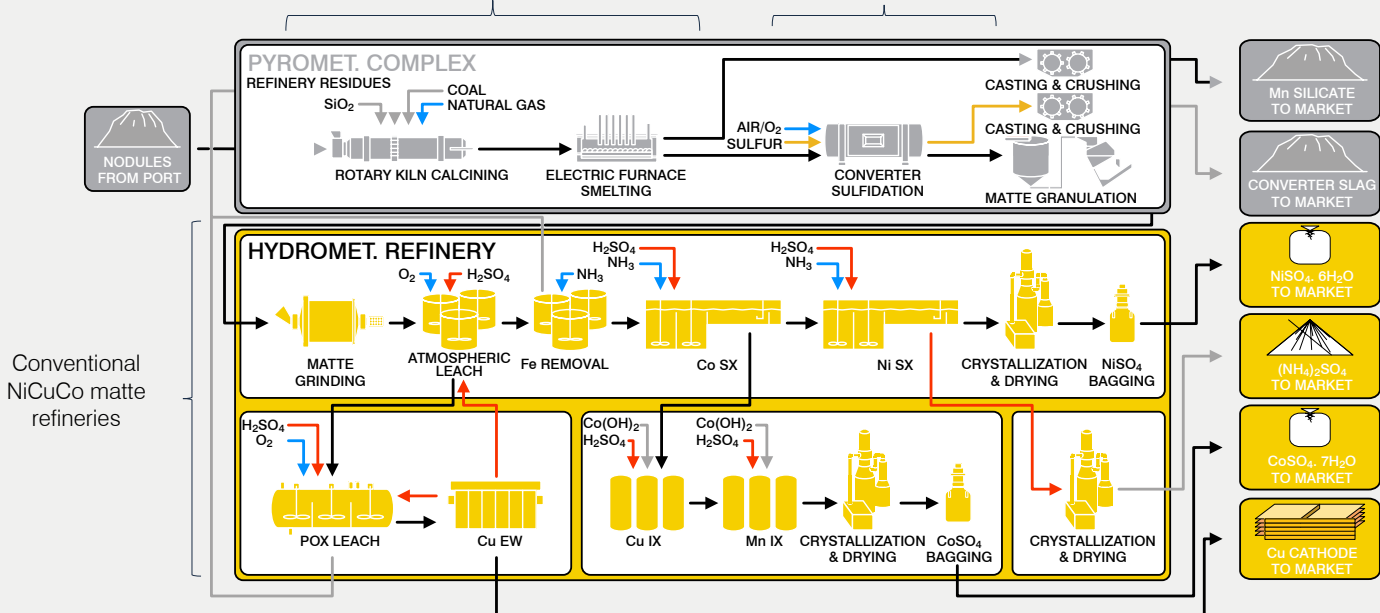 PYROMET. COMPLEX
REFINERY RESIDUES
SiO₂
COAL
NATURAL GAS
ROTARY KILN CALCINING
ELECTRIC FURNACE
SMELTING
AIR/O₂
SULFUR
CONVERTER
SULFIDATION
CASTING & CRUSHING
CASTING & CRUSHING
MATTE GRANULATION
NODULES
FROM PORT
Mn SILICATE
TO MARKET
CONVERTER SLAG
TO MARKET
Conventional
NiCuCo matte
refineries
HYDROMET. REFINERY
O₂
H₂SO₄
NH₃
H₂SO₄
NH₃
H₂SO₄
NH₃
MATTE
GRINDING
ATMOSPHERIC
LEACH
Fe REMOVAL
Co SX
Ni SX
CRYSTALLIZATION
& DRYING
NiSO₄
BAGGING
NiSO₄. 6H₂O
TO MARKET
(NH₄)₂SO₄
TO MARKET
H₂SO₄
O₂
POX LEACH
Cu EW
Co(OH)₂
H₂SO₄
Co(OH)₂
H₂SO₄
Cu IX
Mn IX
CRYSTALLIZATION
& DRYING
CoSO₄
BAGGING
CRYSTALLIZATION
& DRYING
CoSO₄. 7H₂O
TO MARKET
Cu CATHODE
TO MARKET